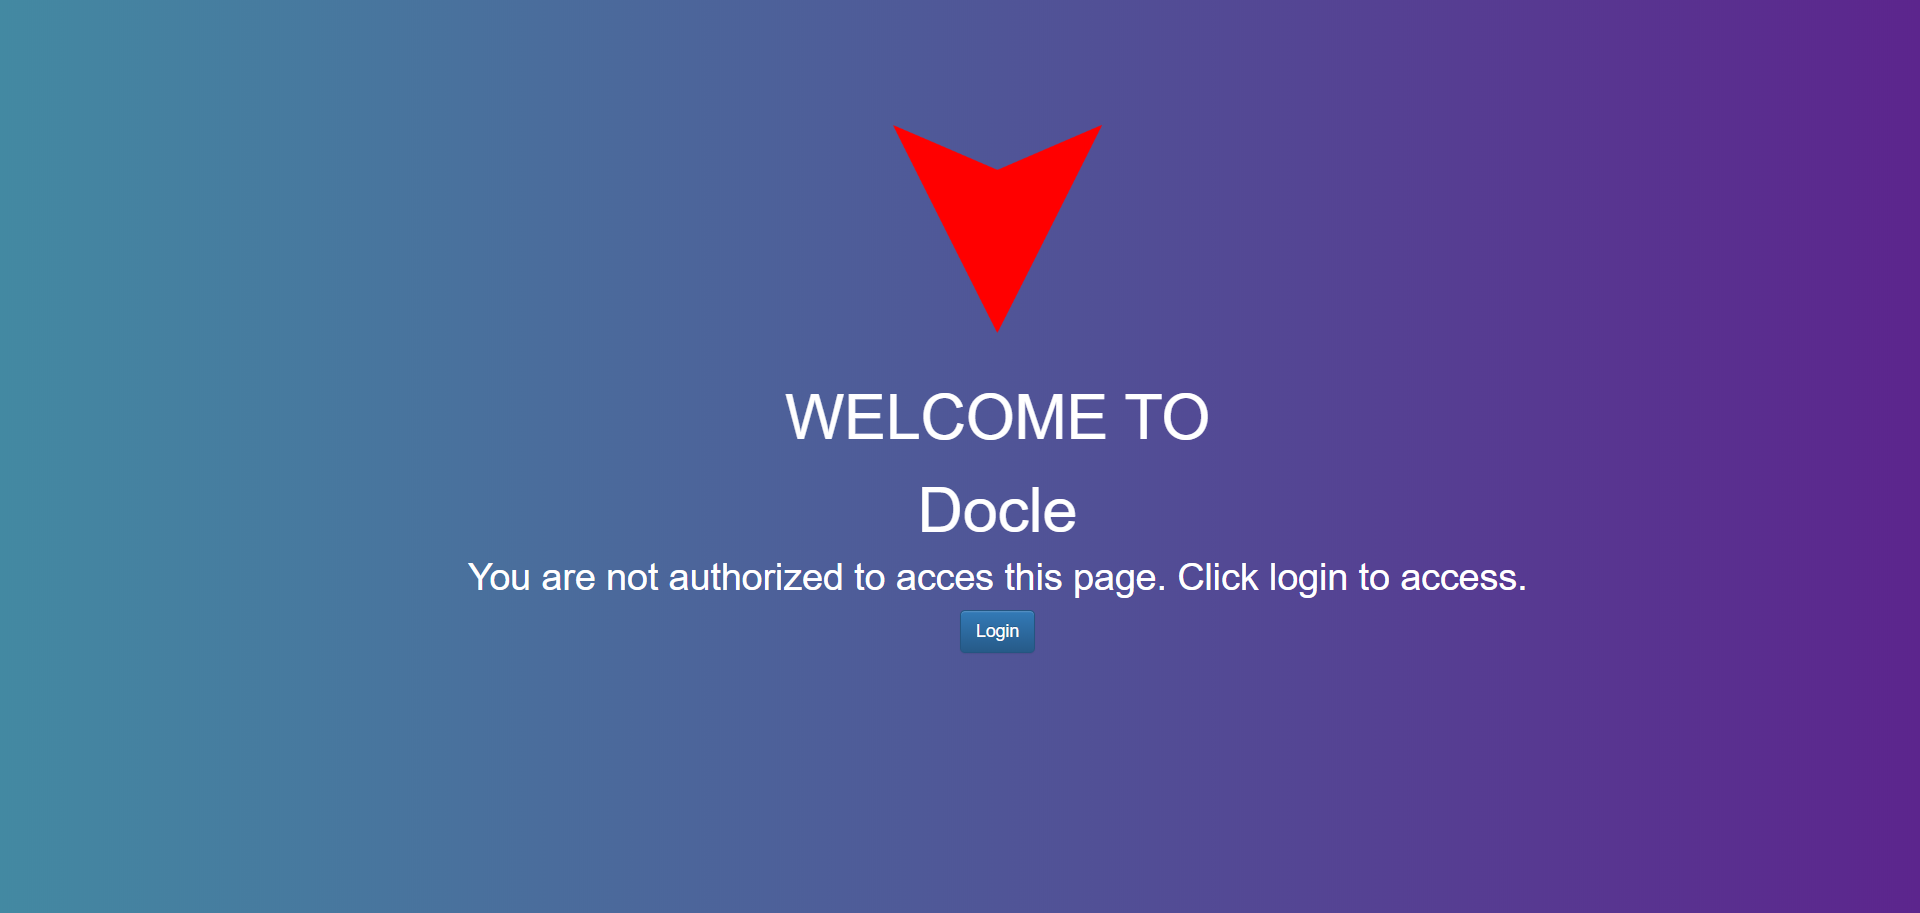 WELCOME TO
Docle
You are not authorized to acces this page. Click login to access.
Login